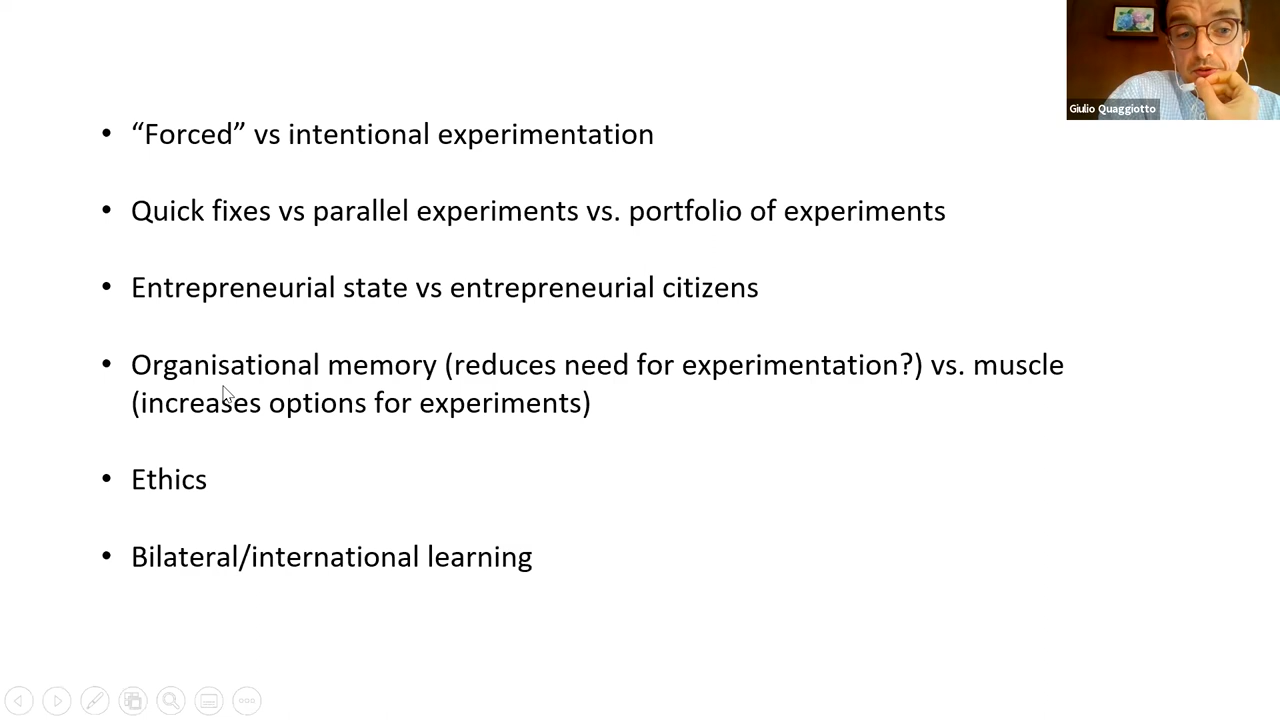 Giulio Quaggiotto
• “Forced” vs intentional experimentation
• Quick fixes vs parallel experiments vs. portfolio of experiments
• Entrepreneurial state vs entrepreneurial citizens
• Organisational memory (reduces need for experimentation?) vs. muscle
(increases options for experiments)
• Ethics
• Bilateral/international learning